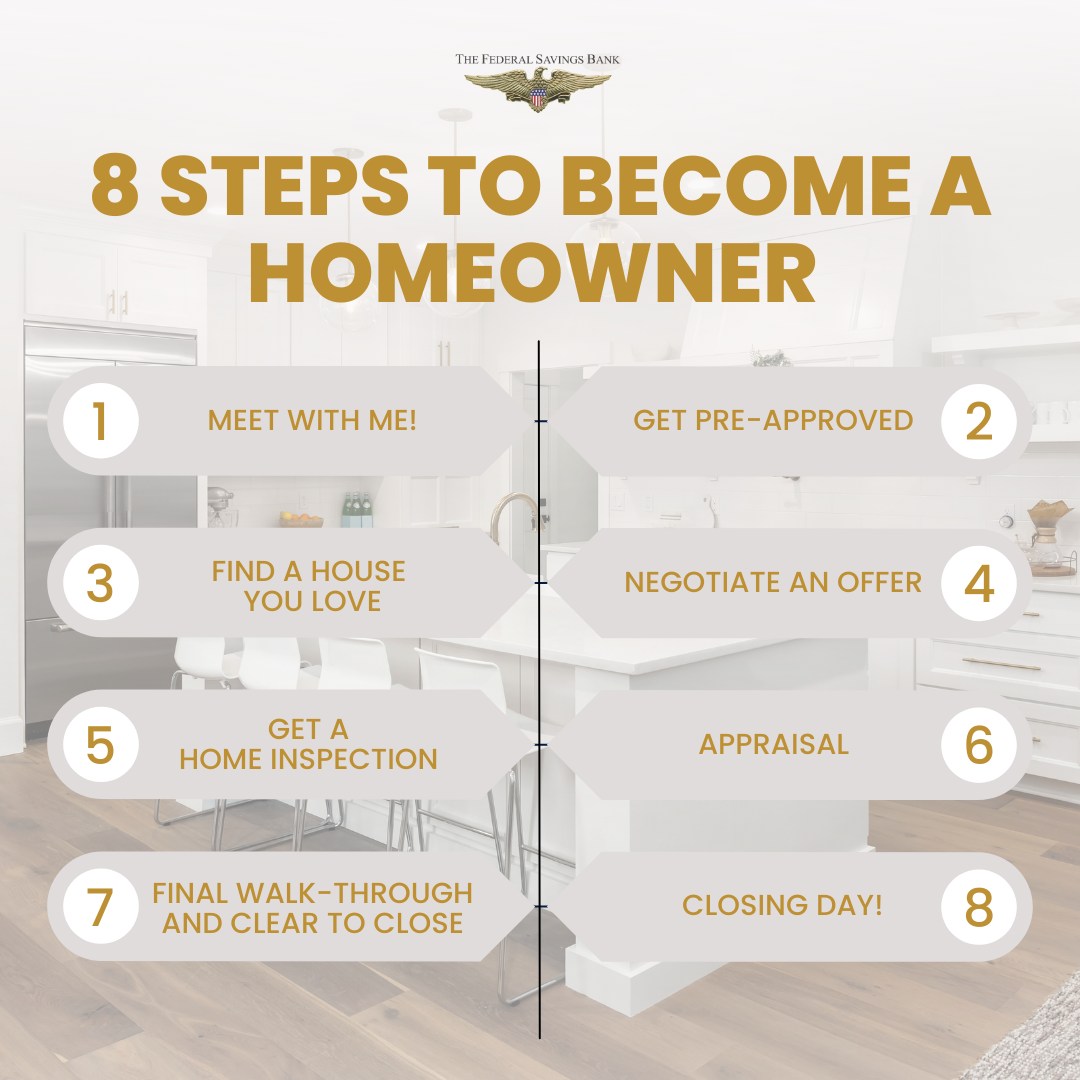 THE FEDERAL SAVINGS BANK
8 STEPS TO BECOME A
HOMEOWNER
1
MEET WITH ME!
GET PRE-APPROVED
2
3
FIND A HOUSE
YOU LOVE
NEGOTIATE AN OFFER
4
5
GET A
HOME INSPECTION
APPRAISAL
6
7
FINAL WALK-THROUGH
AND CLEAR TO CLOSE
CLOSING DAY!
8